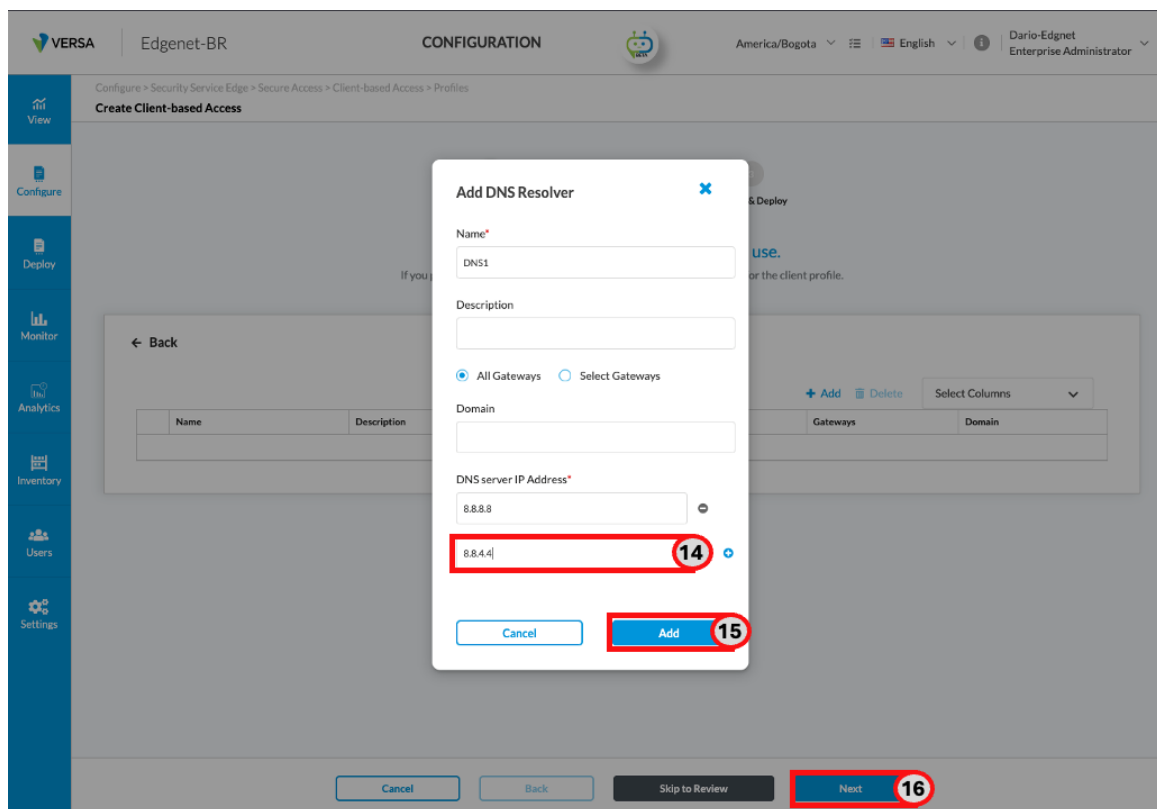 VERSA
Edgenet-BR
CONFIGURATION
America/Bogota
English
Dario-Edgnet
Enterprise Administrator
Configure > Security Service Edge > Secure Access > Client-based Access > Profiles
Create Client-based Access
View
Configure
Deploy
Monitor
Analytics
Inventory
Users
Settings
& Deploy
use.
If you
or the client profile.
← Back
+ Add
Delete
Select Columns
Name
Description
Gateways
Domain
Add DNS Resolver
Name*
DNS1
Description
All Gateways
Select Gateways
Domain
DNS server IP Address*
8.8.8.8
8.8.4.4
14
Cancel
Add
15
Cancel
Back
Skip to Review
Next
16